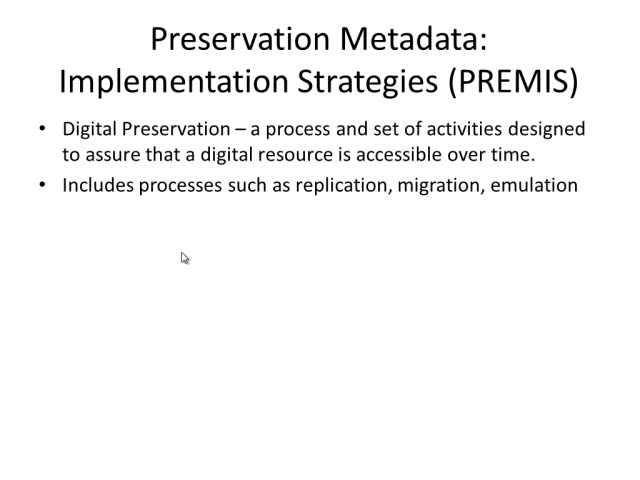 Preservation Metadata:
Implementation Strategies (PREMIS)
• Digital Preservation – a process and set of activities designed
to assure that a digital resource is accessible over time.
• Includes processes such as replication, migration, emulation